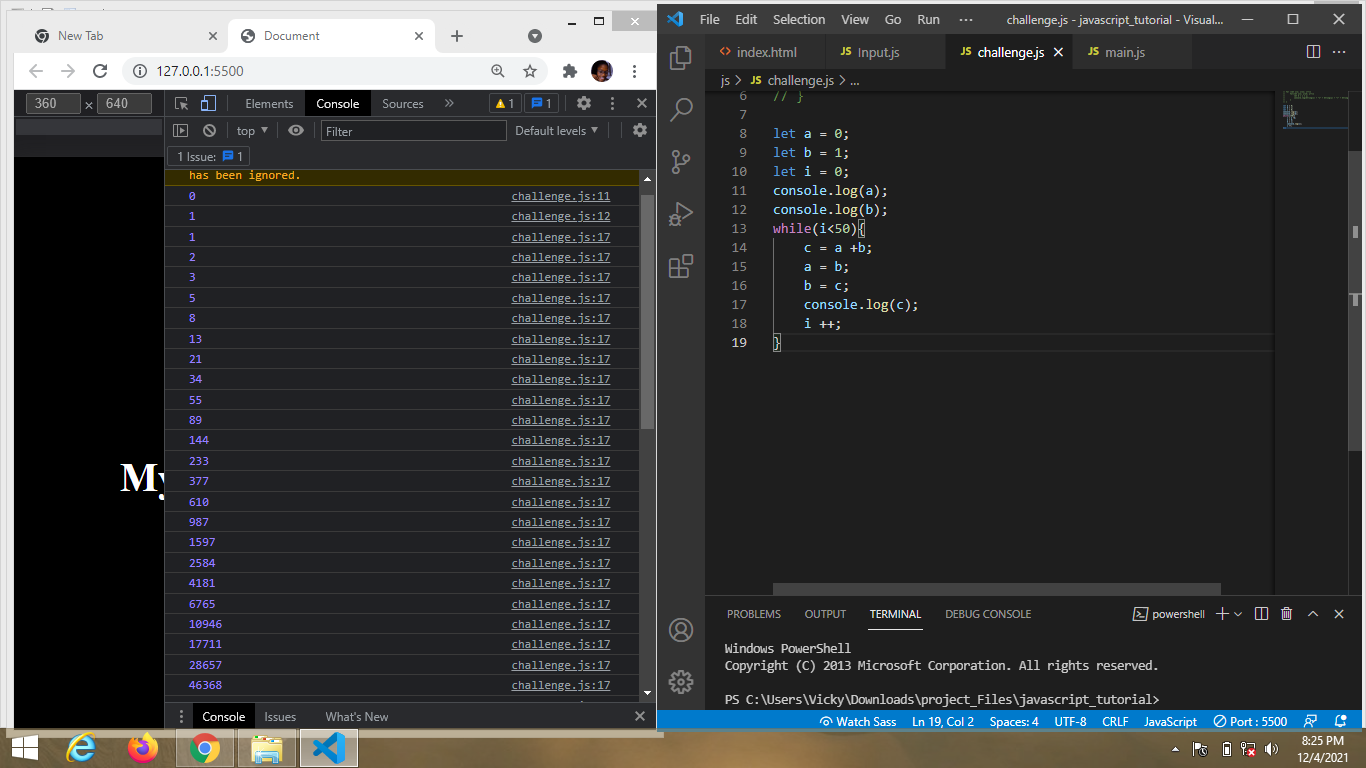 New Tab
Document
127.0.0.1:5500
360 × 640
Elements Console Sources » 1 1
top Filter Default levels
1 Issue: 1
has been ignored.
0 challenge.js:11
1 challenge.js:12
1 challenge.js:17
2 challenge.js:17
3 challenge.js:17
5 challenge.js:17
8 challenge.js:17
13 challenge.js:17
21 challenge.js:17
34 challenge.js:17
55 challenge.js:17
89 challenge.js:17
144 challenge.js:17
233 challenge.js:17
377 challenge.js:17
610 challenge.js:17
987 challenge.js:17
1597 challenge.js:17
2584 challenge.js:17
4181 challenge.js:17
6765 challenge.js:17
10946 challenge.js:17
17711 challenge.js:17
28657 challenge.js:17
46368 challenge.js:17
Console Issues What's New
My
File Edit Selection View Go Run ··· challenge.js - javascript_tutorial - Visual...
<> index.html JS Input.js JS challenge.js JS main.js
js > JS challenge.js > ...
6 // }
7
8 let a = 0;
9 let b = 1;
10 let i = 0;
11 console.log(a);
12 console.log(b);
13 while(i<50){
14 c = a +b;
15 a = b;
16 b = c;
17 console.log(c);
18 i ++;
19 }
PROBLEMS OUTPUT TERMINAL DEBUG CONSOLE powershell
Windows PowerShell
Copyright (C) 2013 Microsoft Corporation. All rights reserved.
PS C:\Users\Vicky\Downloads\project_Files\javascript_tutorial>
Watch Sass Ln 19, Col 2 Spaces: 4 UTF-8 CRLF JavaScript Port : 5500
8:25 PM
12/4/2021